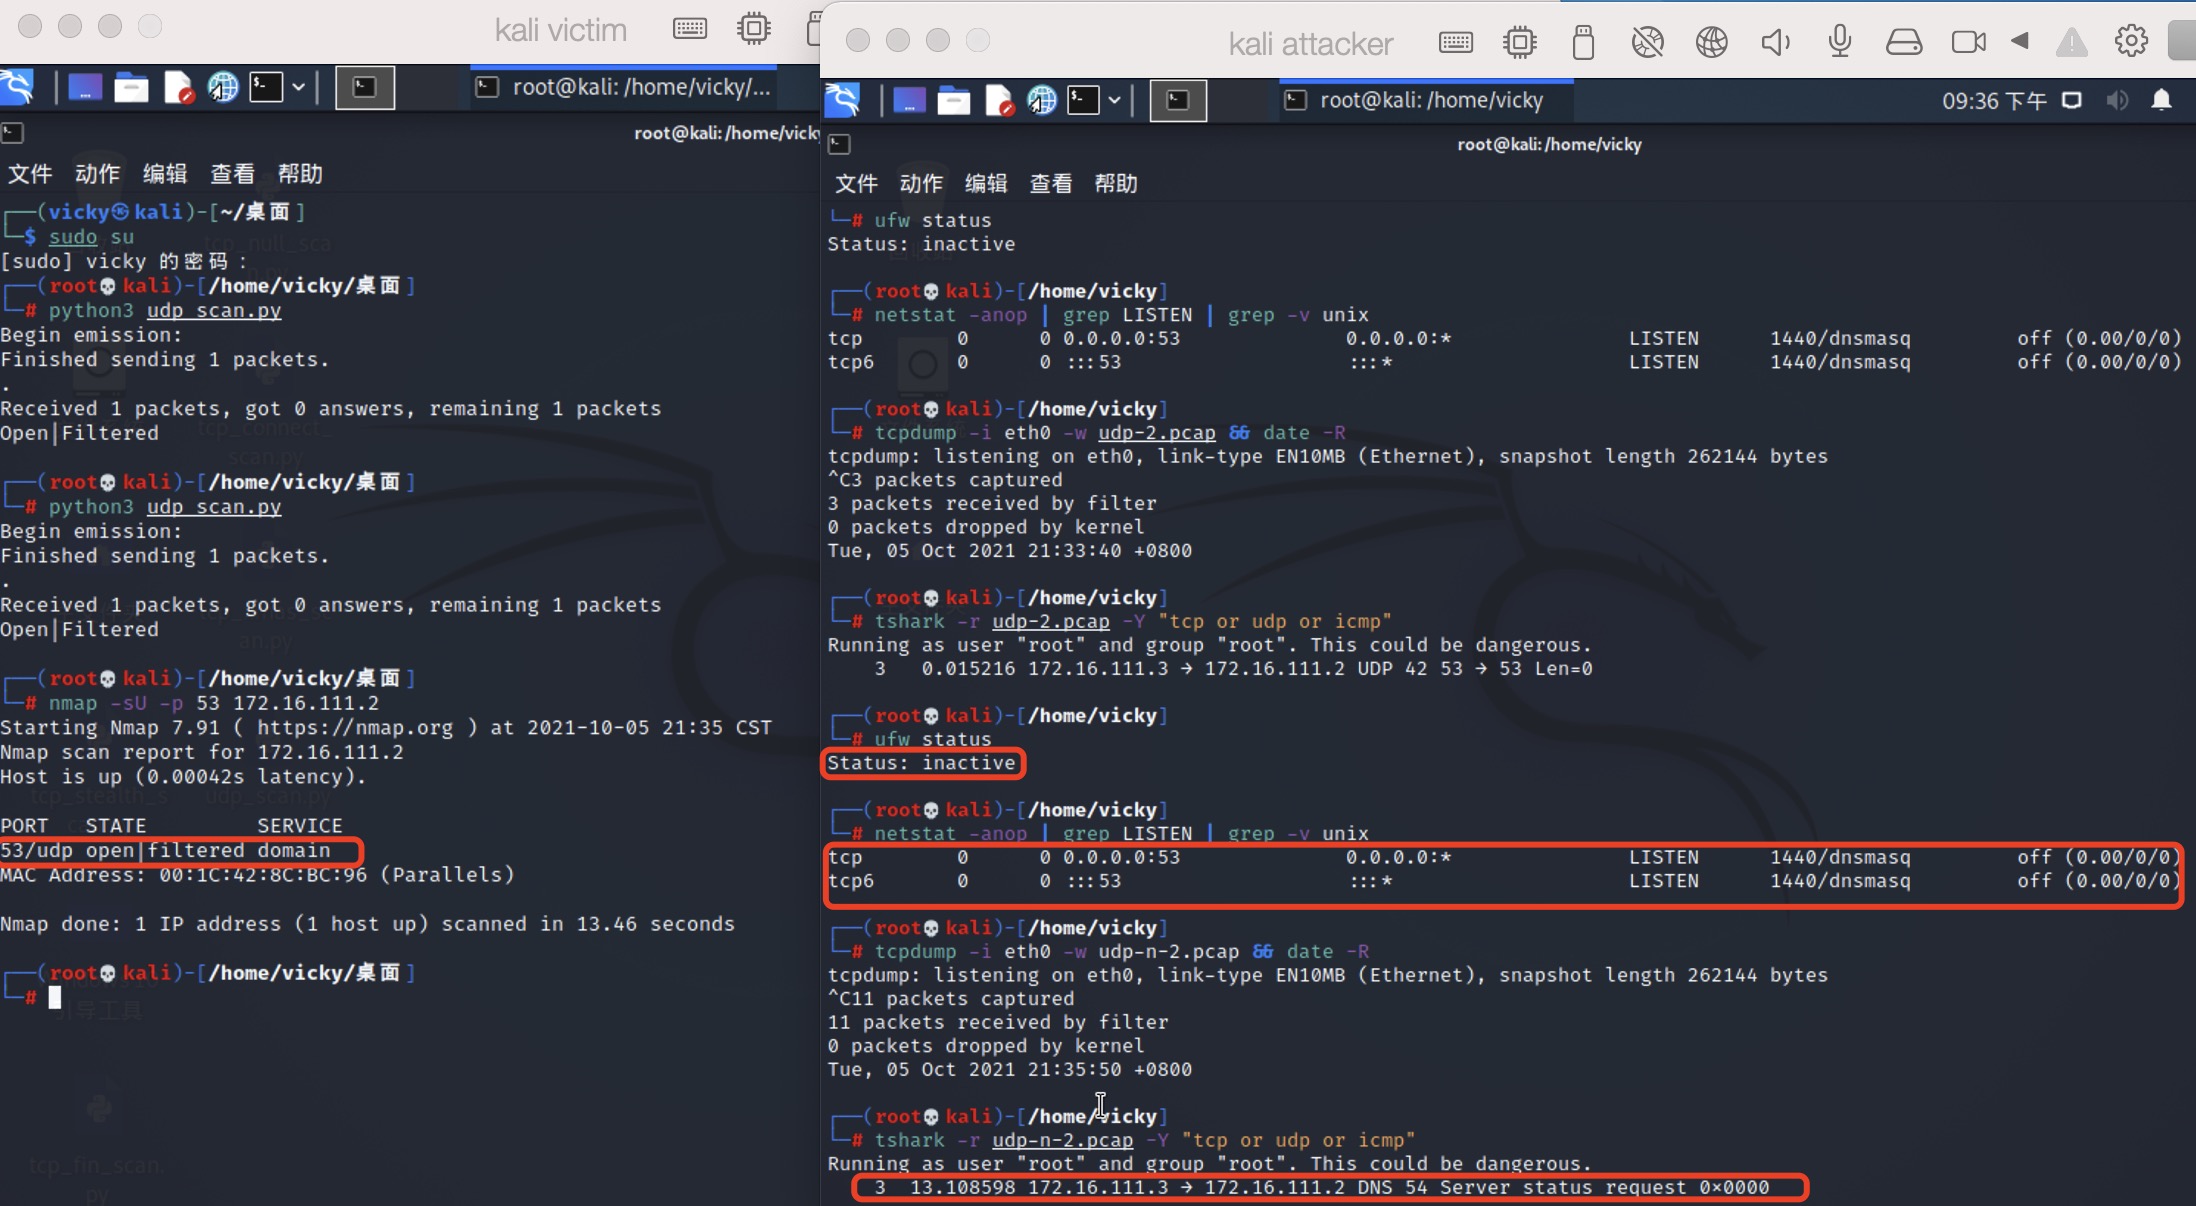 kali victim
root@kali: /home/vicky/...
文件 动作 编辑 查看 帮助
┌──(vicky㉿kali)-[~/桌面]
└─$ sudo su
[sudo] vicky 的密码：
┌──(root💀kali)-[/home/vicky/桌面]
└─# python3 udp_scan.py
Begin emission:
Finished sending 1 packets.
.
Received 1 packets, got 0 answers, remaining 1 packets
Open|Filtered
┌──(root💀kali)-[/home/vicky/桌面]
└─# python3 udp_scan.py
Begin emission:
Finished sending 1 packets.
.
Received 1 packets, got 0 answers, remaining 1 packets
Open|Filtered
┌──(root💀kali)-[/home/vicky/桌面]
└─# nmap -sU -p 53 172.16.111.2
Starting Nmap 7.91 ( https://nmap.org ) at 2021-10-05 21:35 CST
Nmap scan report for 172.16.111.2
Host is up (0.00042s latency).
PORT STATE SERVICE
53/udp open|filtered domain
MAC Address: 00:1C:42:8C:BC:96 (Parallels)
Nmap done: 1 IP address (1 host up) scanned in 13.46 seconds
┌──(root💀kali)-[/home/vicky/桌面]
└─#
kali attacker
root@kali: /home/vicky
09:36 下午
root@kali: /home/vicky
文件 动作 编辑 查看 帮助
└─# ufw status
Status: inactive
┌──(root💀kali)-[/home/vicky]
└─# netstat -anop | grep LISTEN | grep -v unix
tcp 0 0 0.0.0.0:53 0.0.0.0:* LISTEN 1440/dnsmasq off (0.00/0/0)
tcp6 0 0 :::53 :::* LISTEN 1440/dnsmasq off (0.00/0/0)
┌──(root💀kali)-[/home/vicky]
└─# tcpdump -i eth0 -w udp-2.pcap && date -R
tcpdump: listening on eth0, link-type EN10MB (Ethernet), snapshot length 262144 bytes
^C3 packets captured
3 packets received by filter
0 packets dropped by kernel
Tue, 05 Oct 2021 21:33:40 +0800
┌──(root💀kali)-[/home/vicky]
└─# tshark -r udp-2.pcap -Y "tcp or udp or icmp"
Running as user "root" and group "root". This could be dangerous.
3 0.015216 172.16.111.3 → 172.16.111.2 UDP 42 53 → 53 Len=0
┌──(root💀kali)-[/home/vicky]
└─# ufw status
Status: inactive
┌──(root💀kali)-[/home/vicky]
└─# netstat -anop | grep LISTEN | grep -v unix
tcp 0 0 0.0.0.0:53 0.0.0.0:* LISTEN 1440/dnsmasq off (0.00/0/0)
tcp6 0 0 :::53 :::* LISTEN 1440/dnsmasq off (0.00/0/0)
┌──(root💀kali)-[/home/vicky]
└─# tcpdump -i eth0 -w udp-n-2.pcap && date -R
tcpdump: listening on eth0, link-type EN10MB (Ethernet), snapshot length 262144 bytes
^C11 packets captured
11 packets received by filter
0 packets dropped by kernel
Tue, 05 Oct 2021 21:35:50 +0800
┌──(root💀kali)-[/home/vicky]
└─# tshark -r udp-n-2.pcap -Y "tcp or udp or icmp"
Running as user "root" and group "root". This could be dangerous.
3 13.108598 172.16.111.3 → 172.16.111.2 DNS 54 Server status request 0×0000